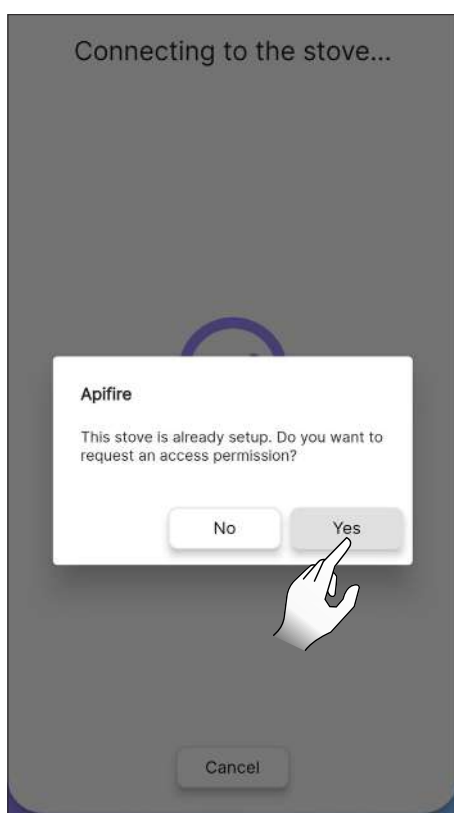 Connecting to the stove...
Apifire
This stove is already setup. Do you want to
request an access permission?
No
Yes
Cancel